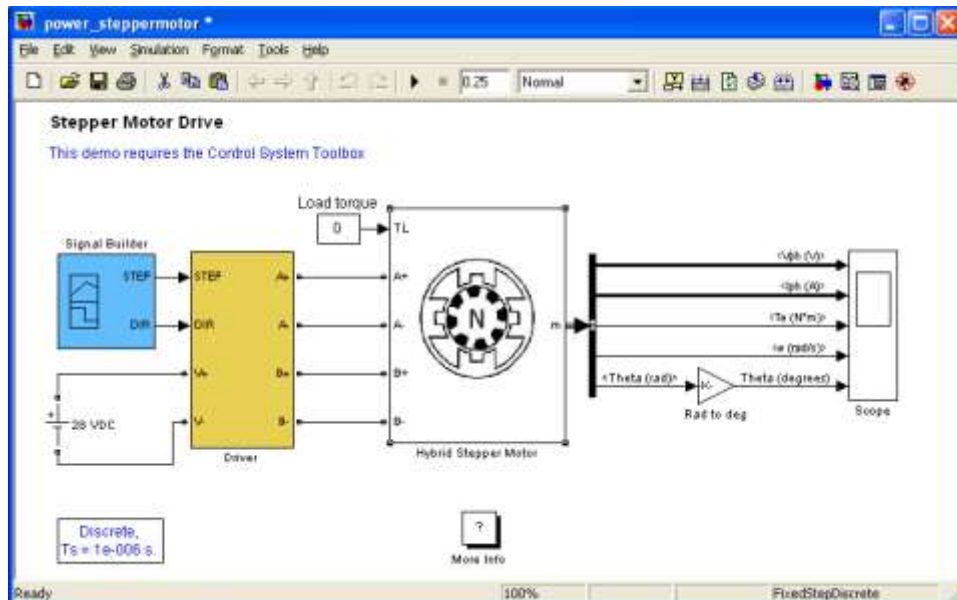 power_steppermotor *
File Edit View Simulation Format Tools Help
0.25 Normal
Stepper Motor Drive
This demo requires the Control System Toolbox
Load torque
0
TL
Signal Builder
STEP
DIR
STEP
DIR
V+
V-
A+
A-
B+
B-
Driver
28 VDC
A+
A-
B+
B-
N
m
Hybrid Stepper Motor
<Vph (V)>
<Iph (A)>
<Te (N*m)>
<w (rad/s)>
<Theta (rad)>
K-
Theta (degrees)
Rad to deg
Scope
Discrete,
Ts = 1e-006 s.
?
More Info
Ready 100% FixedStepDiscrete